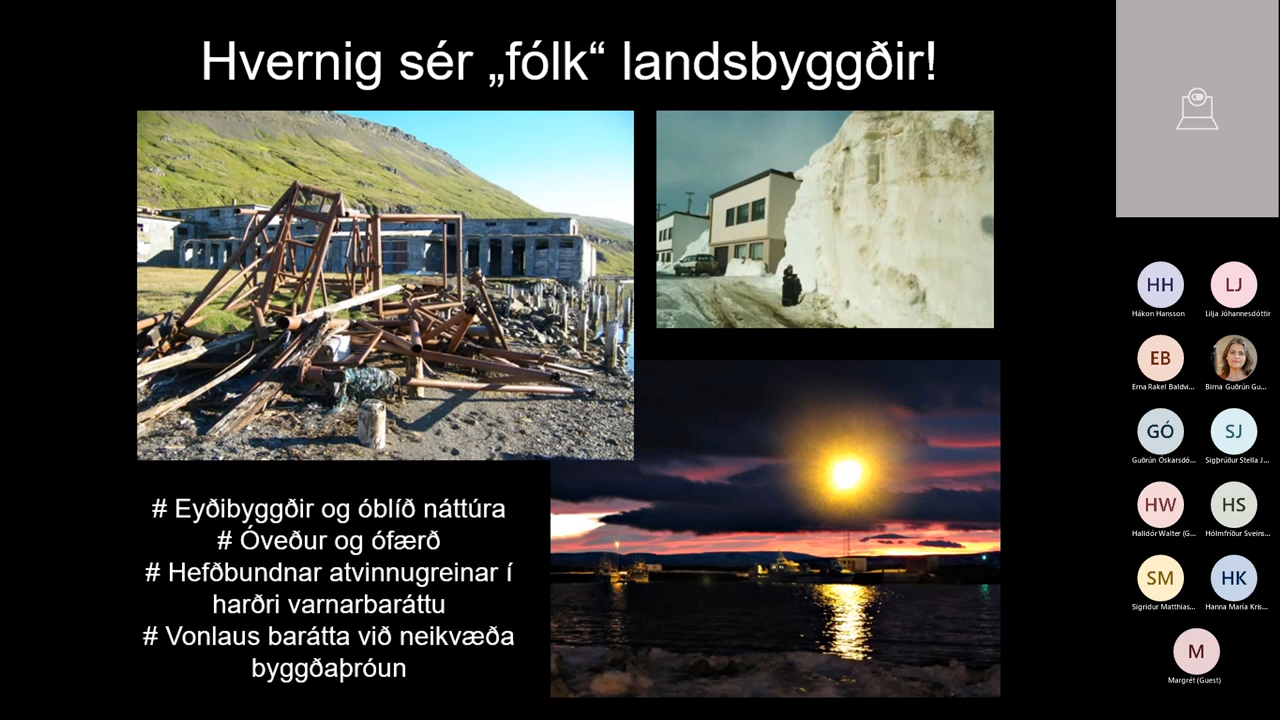 Hvernig sér „fólk“ landsbyggðir!
# Eyðibyggðir og óblíð náttúra
# Óveður og ófærð
# Hefðbundnar atvinnugreinar í
harðri varnarbaráttu
# Vonlaus barátta við neikvæða
byggðaþróun
HH
Hákon Hansson
LJ
Lilja Jóhannesdóttir
EB
Erna Rakel Baldvi...
Birna Guðrún Gu...
GÓ
Guðrún Óskarsdó...
SJ
Sigþrúður Stella J...
HW
Halldór Walter (G...
HS
Hólmfríður Sveins...
SM
Sigridur Matthias...
HK
Hanna María Kris...
M
Margrét (Guest)